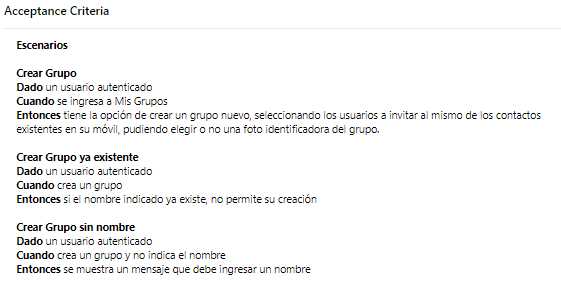 Acceptance Criteria
Escenarios
Crear Grupo
Dado un usuario autenticado
Cuando se ingresa a Mis Grupos
Entonces tiene la opción de crear un grupo nuevo, seleccionando los usuarios a invitar al mismo de los contactos
existentes en su móvil, pudiendo elegir o no una foto identificadora del grupo.
Crear Grupo ya existente
Dado un usuario autenticado
Cuando crea un grupo
Entonces si el nombre indicado ya existe, no permite su creación
Crear Grupo sin nombre
Dado un usuario autenticado
Cuando crea un grupo y no indica el nombre
Entonces se muestra un mensaje que debe ingresar un nombre